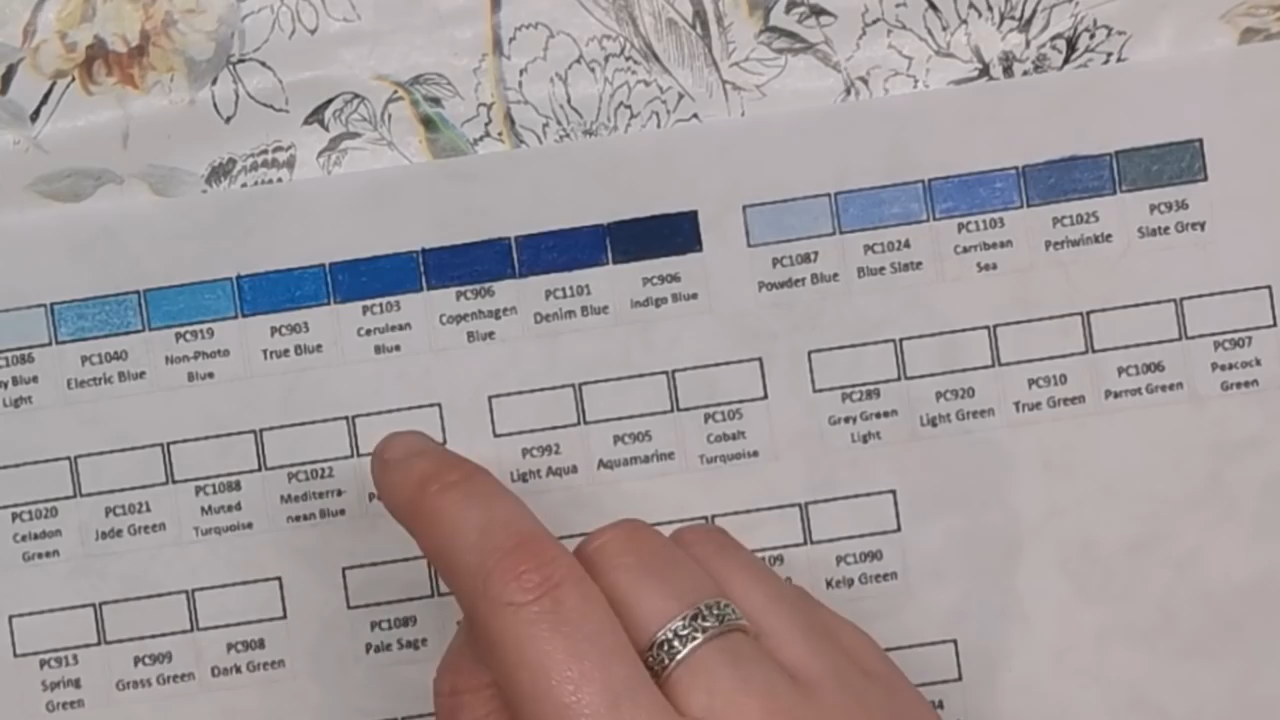 PC1087
Powder Blue
PC1024
Blue Slate
PC1103
Carribean
Sea
PC1025
Periwinkle
PC936
Slate Grey
Blue
Light
PC1040
Electric Blue
PC919
Non-Photo
Blue
PC903
True Blue
PC103
Cerulean
Blue
PC906
Copenhagen
Blue
PC1101
Denim Blue
PC906
Indigo Blue
PC289
Grey Green
Light
PC920
Light Green
PC910
True Green
PC1006
Parrot Green
PC907
Peacock
Green
PC1020
Celadon
Green
PC1021
Jade Green
PC1088
Muted
Turquoise
PC1022
Mediterra-
nean Blue
PC992
Light Aqua
PC905
Aquamarine
PC105
Cobalt
Turquoise
PC1090
Kelp Green
PC913
Spring
Green
PC909
Grass Green
PC908
Dark Green
PC1089
Pale Sage